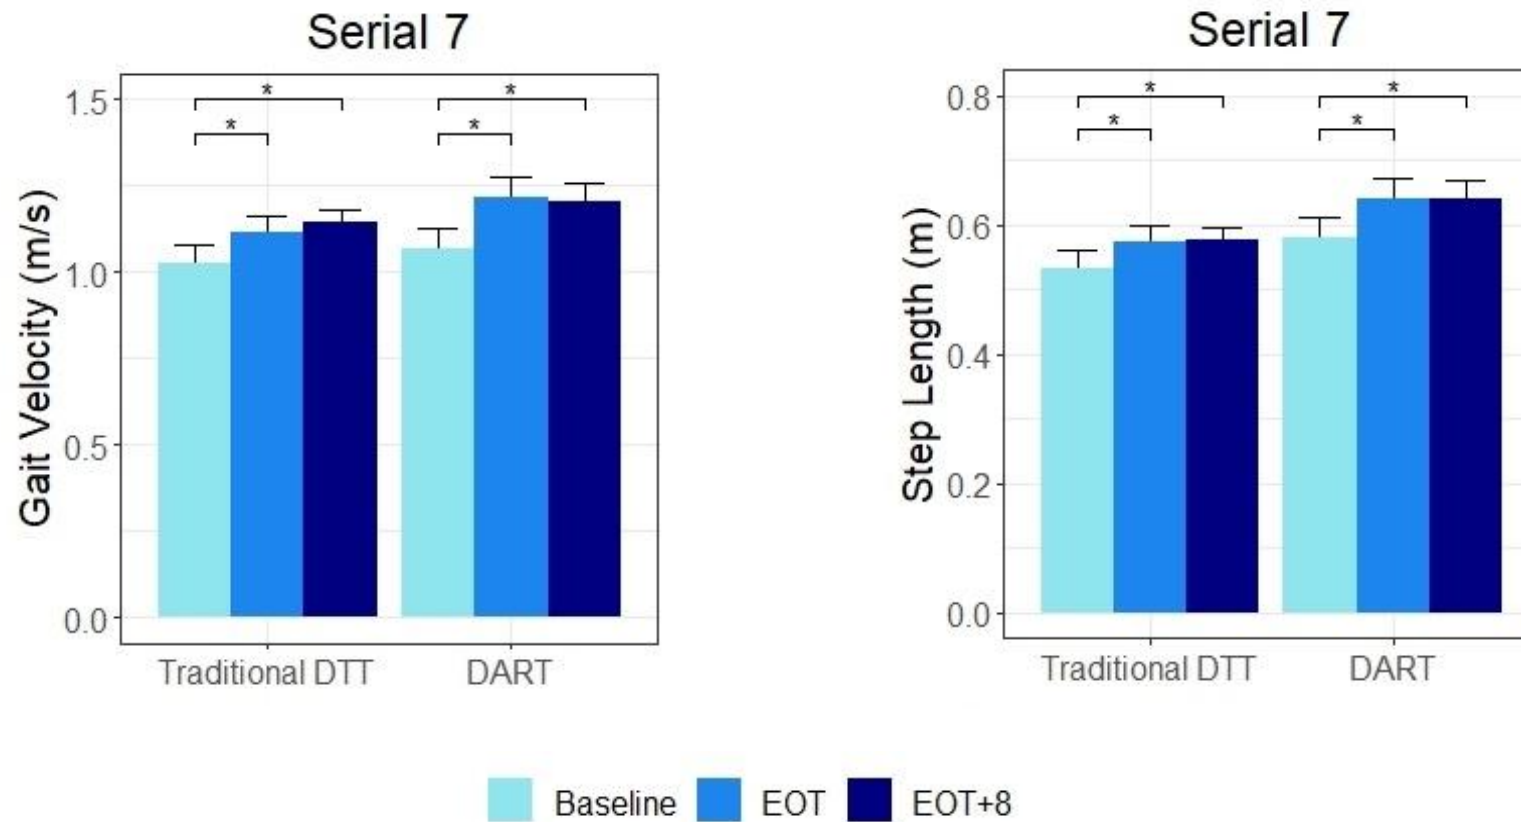 Serial 7
Gait Velocity (m/s)
1.5
1.0
0.5
0.0
* *
* *
Traditional DTT DART
Serial 7
Step Length (m)
0.8
0.6
0.4
0.2
0.0
* *
* *
Traditional DTT DART
Baseline EOT EOT+8